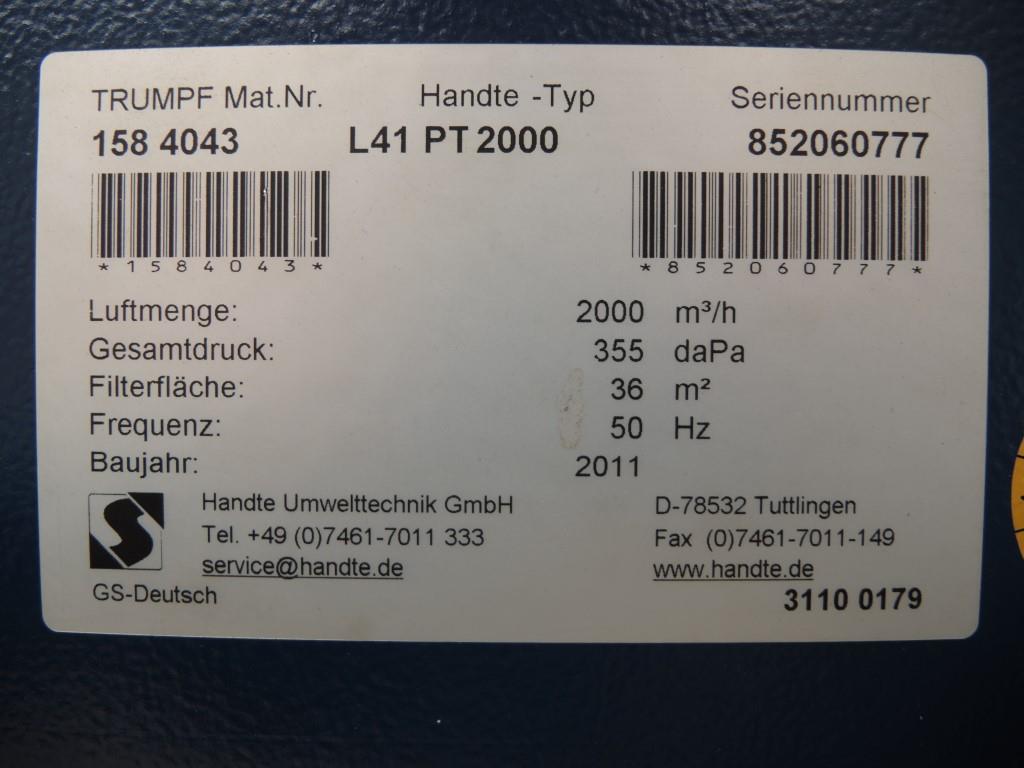 TRUMPF Mat.Nr. Handte -Typ Seriennummer
158 4043 L41 PT 2000 852060777
*1584043* *852060777*
Luftmenge: 2000 m³/h
Gesamtdruck: 355 daPa
Filterfläche: 36 m²
Frequenz: 50 Hz
Baujahr: 2011
Handte Umwelttechnik GmbH D-78532 Tuttlingen
Tel. +49 (0)7461-7011 333 Fax (0)7461-7011-149
service@handte.de www.handte.de
GS-Deutsch 3110 0179